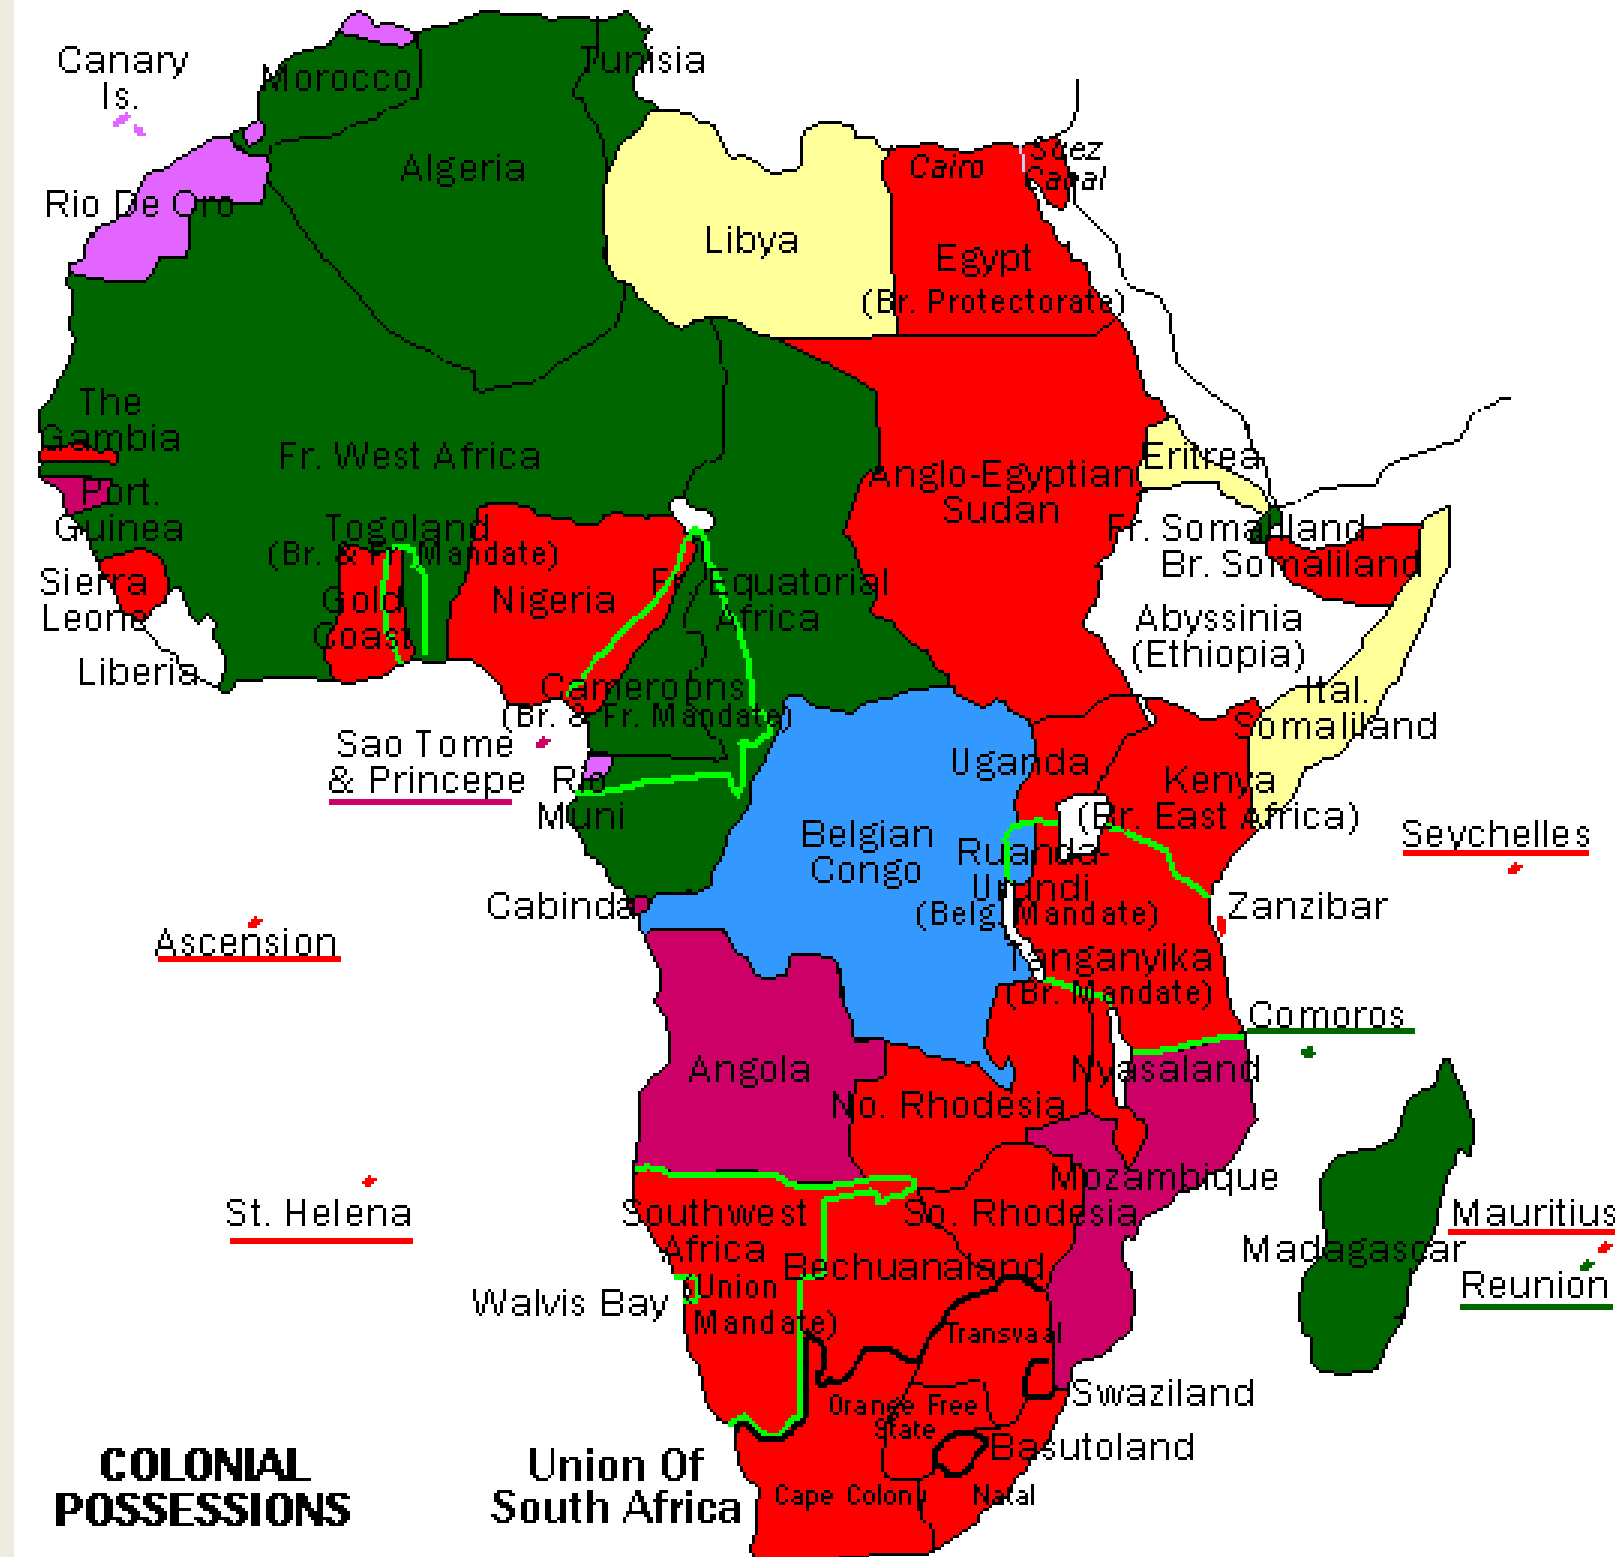 Canary
Is.
Morocco
Tunisia
Algeria
Rio De Oro
Libya
Cairo
Suez
Canal
Egypt
(Br. Protectorate)
The
Gambia
Fr. West Africa
Port.
Guinea
Anglo-Egyptian
Sudan
Eritrea
Togoland
(Br. & Fr. Mandate)
Fr. Somaliland
Br. Somaliland
Sierra
Leone
Gold
Coast
Nigeria
Fr. Equatorial
Africa
Abyssinia
(Ethiopia)
Liberia
Cameroons
(Br. & Fr. Mandate)
Ital.
Somaliland
Sao Tome
& Princepe
Rio
Muni
Uganda
Kenya
(Br. East Africa)
Belgian
Congo
Ruanda-
Urundi
(Belg. Mandate)
Seychelles
Cabinda
Zanzibar
Ascension
Tanganyika
(Br. Mandate)
Comoros
Angola
Nyasaland
No. Rhodesia
Mozambique
St. Helena
Southwest
Africa
(Union
Mandate)
So. Rhodesia
Mauritius
Madagascar
Bechuanaland
Reunion
Walvis Bay
Transvaal
Swaziland
Orange Free
State
Basutoland
COLONIAL
POSSESSIONS
Union Of
South Africa
Cape Colon
Natal